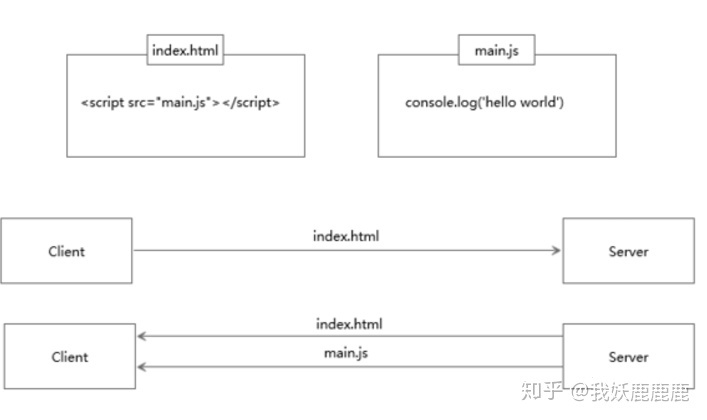 index.html
<script src="main.js"></script>
main.js
console.log('hello world')
Client
index.html
Server
Client
index.html
main.js
Server
知乎 @我妖鹿鹿鹿